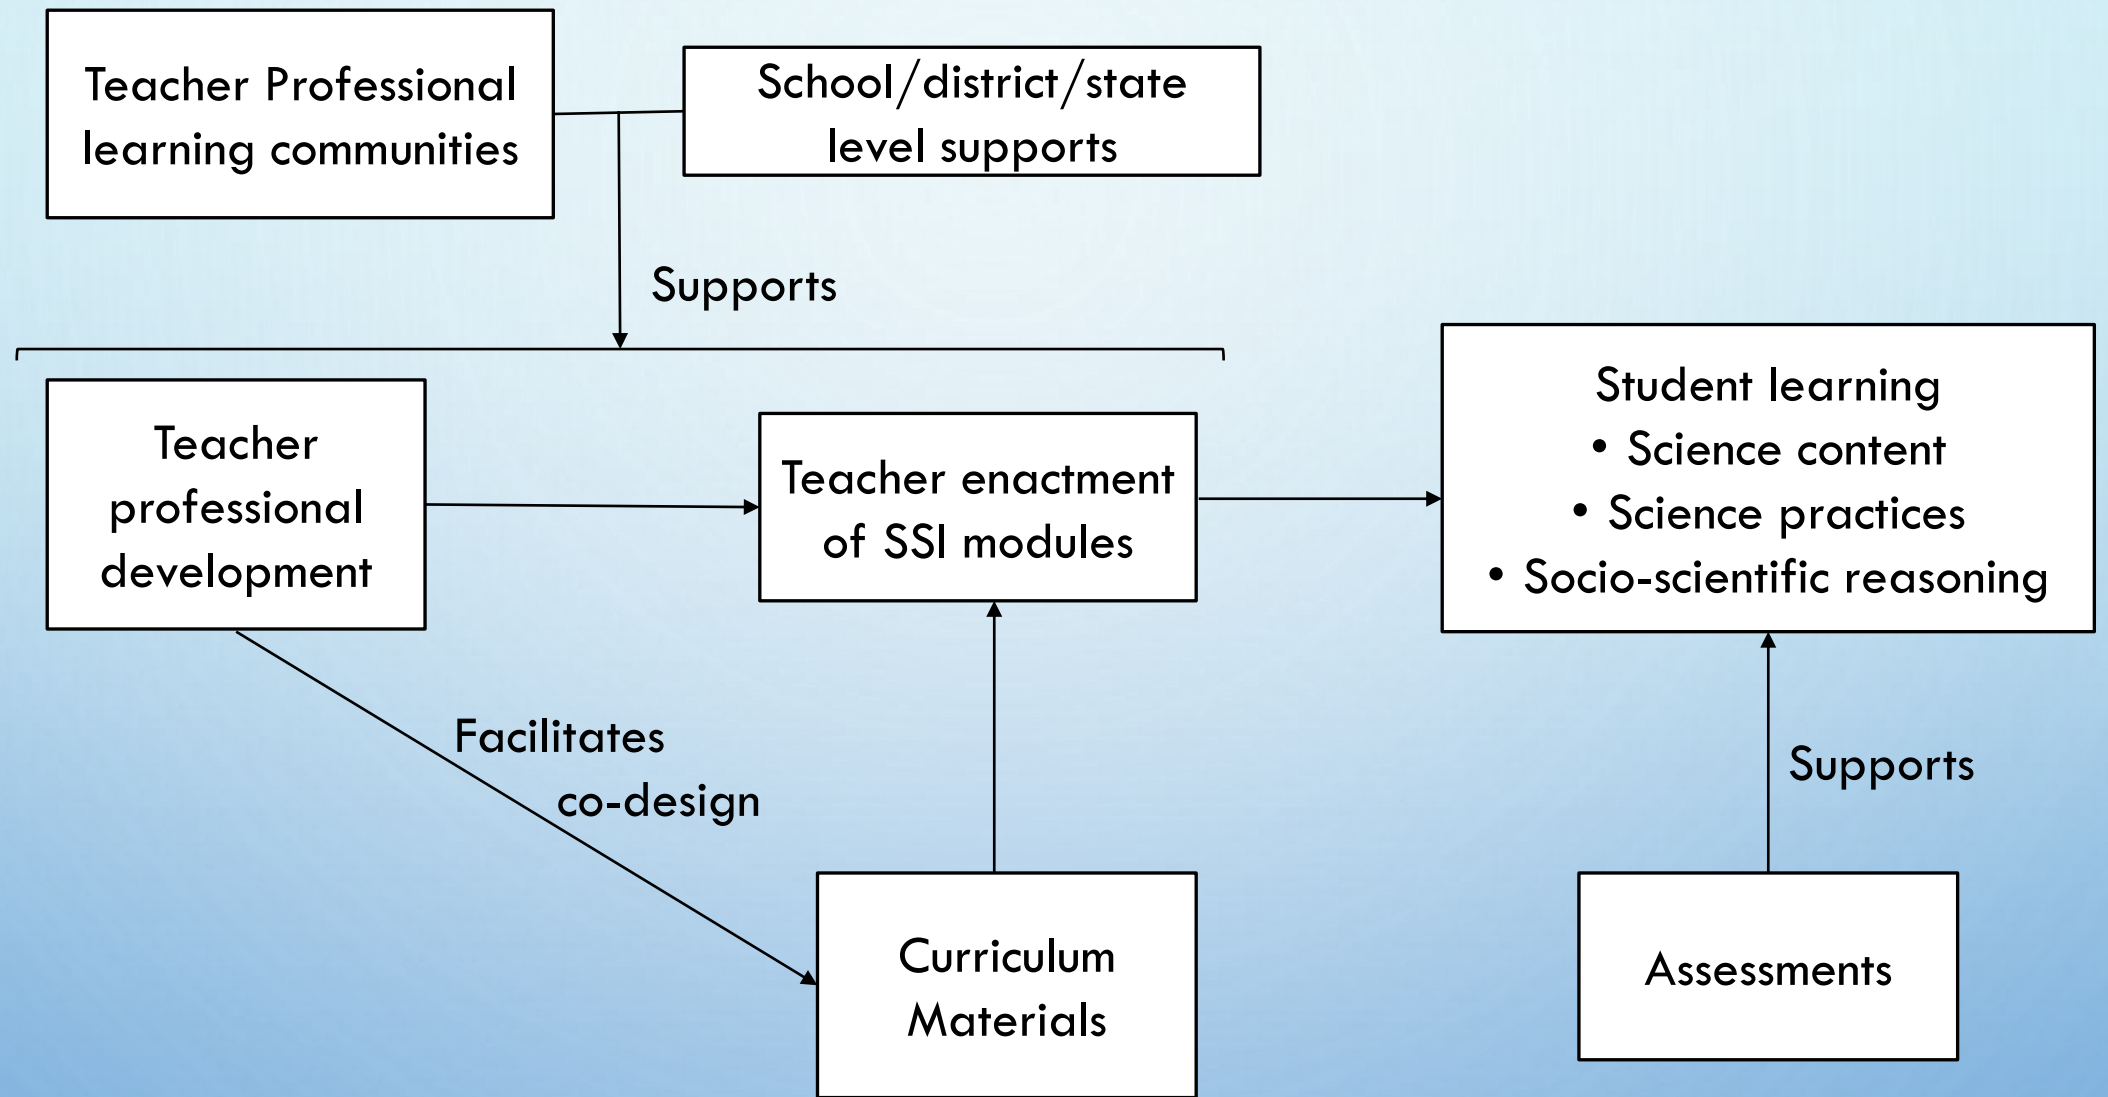 Teacher Professional
learning communities
School/district/state
level supports
Supports
Teacher
professional
development
Teacher enactment
of SSI modules
Student learning
• Science content
• Science practices
• Socio-scientific reasoning
Facilitates
co-design
Supports
Curriculum
Materials
Assessments